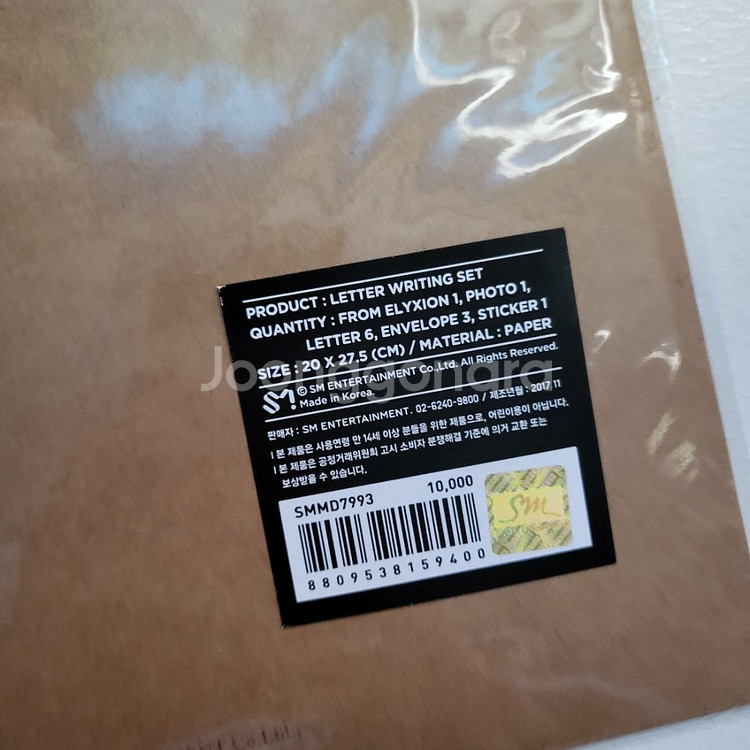 PRODUCT : LETTER WRITING SET
QUANTITY : FROM ELYXION 1, PHOTO 1,
LETTER 6, ENVELOPE 3, STICKER 1
SIZE : 20 X 27.5 (CM) / MATERIAL : PAPER
SM! © SM ENTERTAINMENT Co.,Ltd. All Rights Reserved.
Made in Korea.
판매자 : SM ENTERTAINMENT. 02-6240-9800 / 제조년월 : 2017.11
I 본 제품은 사용연령 만 14세 이상 분들을 위한 제품으로, 어린이용이 아닙니다.
I 본 제품은 공정거래위원회 고시 소비자 분쟁해결 기준에 의거 교환 또는
보상받을 수 있습니다.
SMMD7993 10,000
SM
8809538159400
Joonggonara
Co.,Ltd.